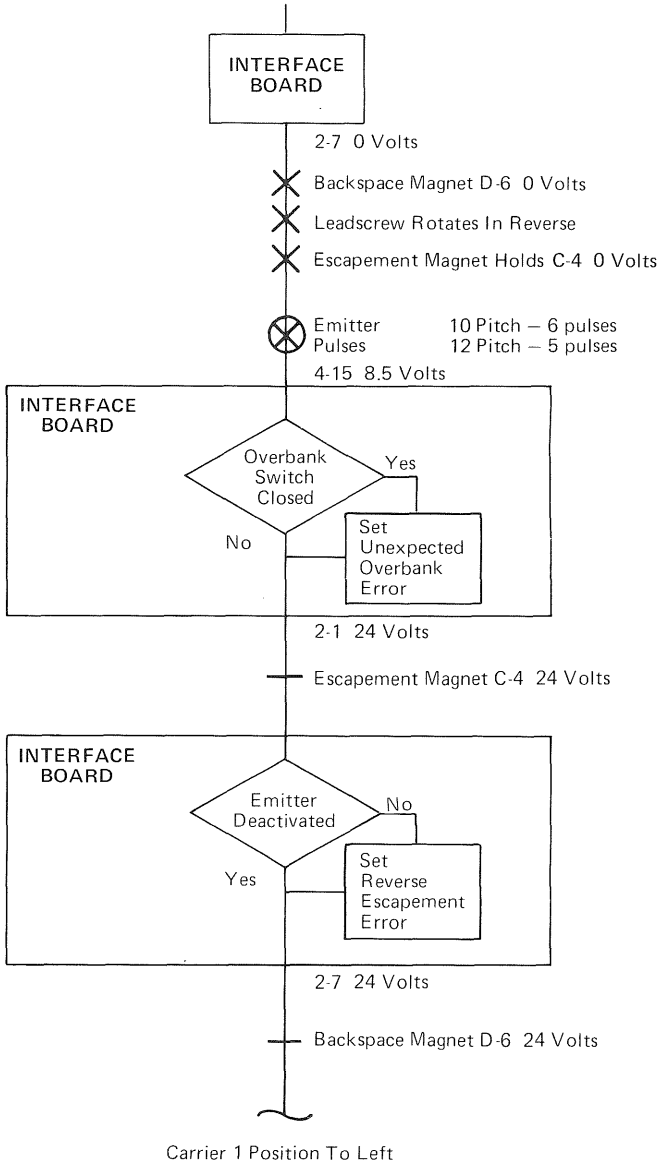 INTERFACE
BOARD
2-7 0 Volts
Backspace Magnet D-6 0 Volts
Leadscrew Rotates In Reverse
Escapement Magnet Holds C-4 0 Volts
Emitter 10 Pitch – 6 pulses
Pulses 12 Pitch – 5 pulses
4-15 8.5 Volts
INTERFACE
BOARD
Overbank
Switch
Closed
Yes
No
Set
Unexpected
Overbank
Error
2-1 24 Volts
Escapement Magnet C-4 24 Volts
INTERFACE
BOARD
Emitter
Deactivated
No
Yes
Set
Reverse
Escapement
Error
2-7 24 Volts
Backspace Magnet D-6 24 Volts
Carrier 1 Position To Left